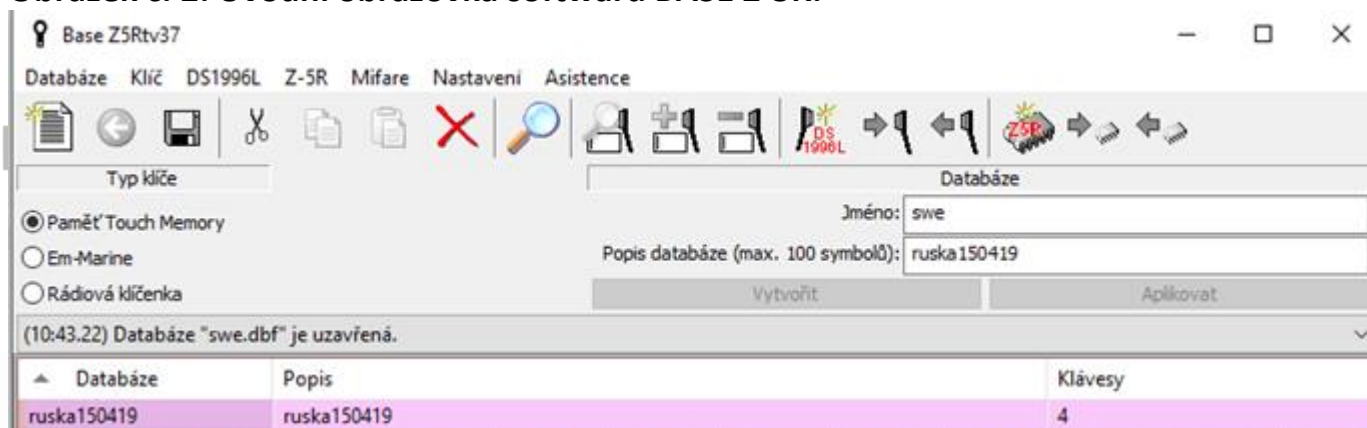 Base Z5Rtv37
Databáze Klíč DS1996L Z-5R Mifare Nastavení Asistence
DS
1996L
Z5R
Typ klíče
Databáze
Paměť Touch Memory
Jméno: swe
Em-Marine
Popis databáze (max. 100 symbolů): ruska150419
Rádiová klíčenka
Vytvořit Aplikovat
(10:43.22) Databáze "swe.dbf" je uzavřená.
Databáze Popis Klávesy
ruska150419 ruska150419 4